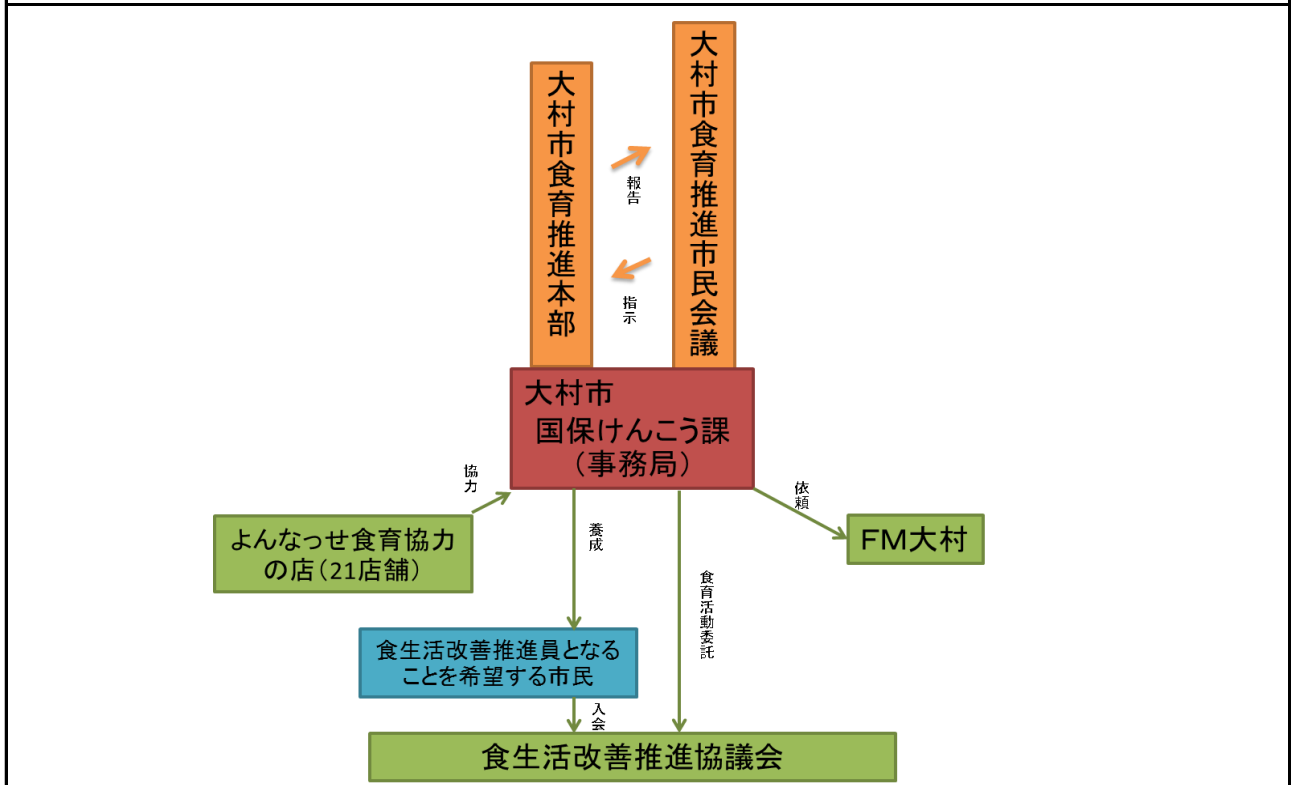 大村市食育推進本部
大村市食育推進市民会議
報告
指示
大村市
国保けんこう課
（事務局）
協力
養成
依頼
よんなっせ食育協力
の店（21店舗）
FM大村
食育活動委託
食生活改善推進員となる
ことを希望する市民
入会
食生活改善推進協議会